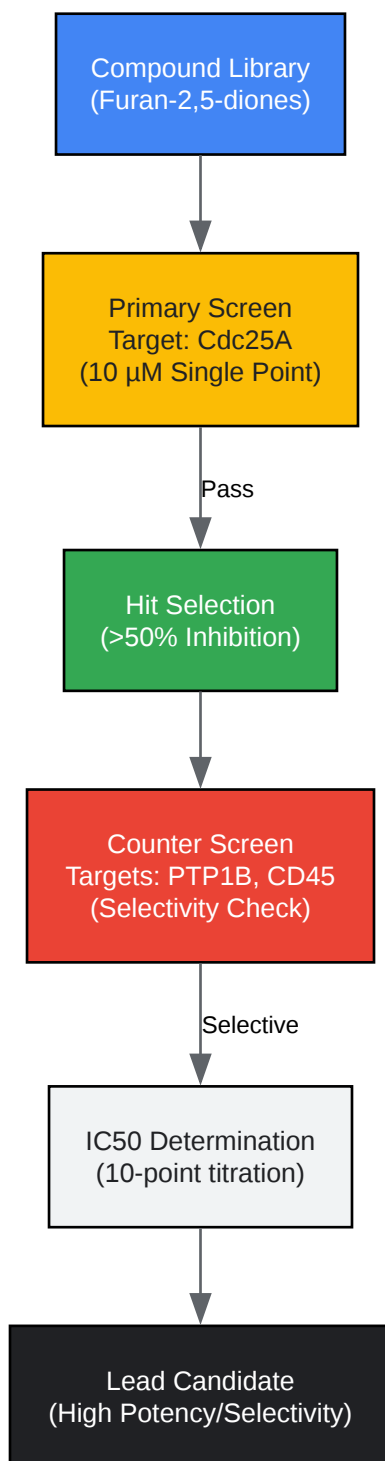 Compound Library
(Furan-2,5-diones)
Primary Screen
Target: Cdc25A
(10 µM Single Point)
Pass
Hit Selection
(>50% Inhibition)
Counter Screen
Targets: PTP1B, CD45
(Selectivity Check)
Selective
IC50 Determination
(10-point titration)
Lead Candidate
(High Potency/Selectivity)